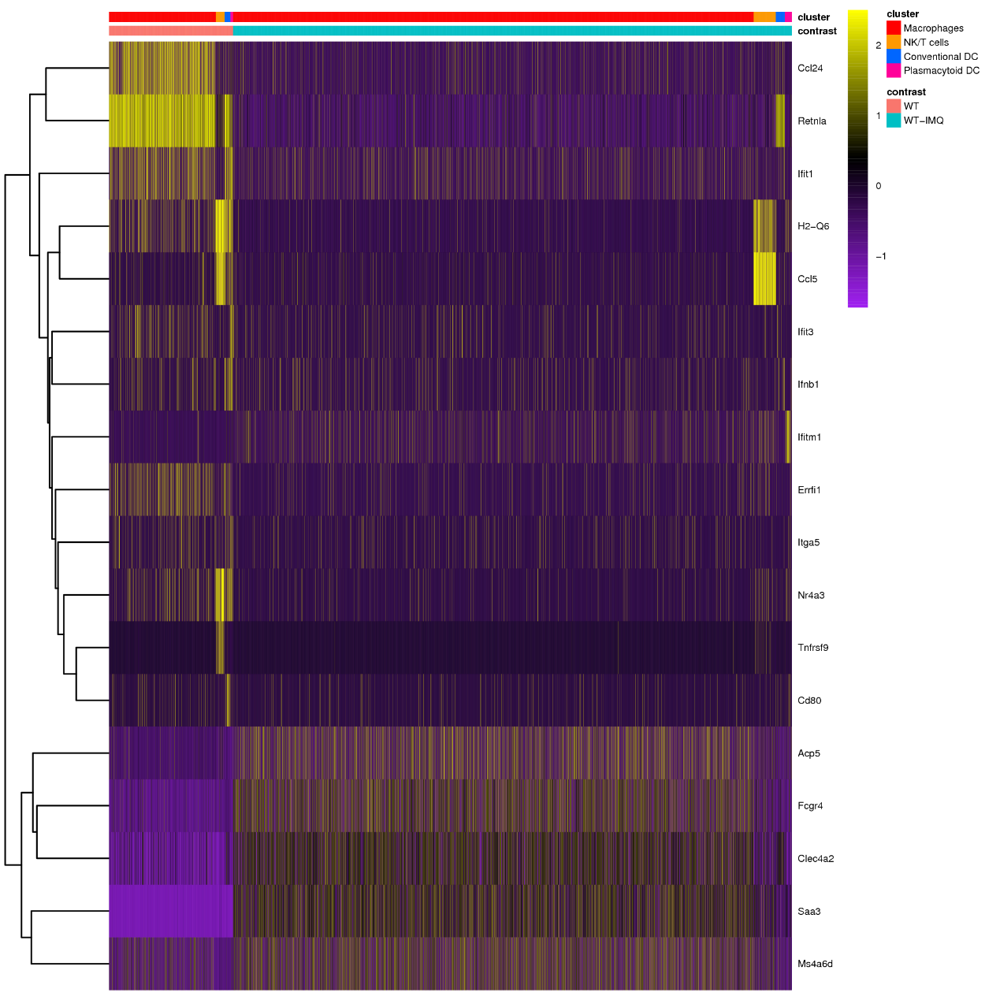 cluster
contrast
Ccl24
Retnla
Ifit1
H2−Q6
Ccl5
Ifit3
Ifnb1
Ifitm1
Errfi1
Itga5
Nr4a3
Tnfrsf9
Cd80
Acp5
Fcgr4
Clec4a2
Saa3
Ms4a6d
2
1
0
−1
cluster
Macrophages
NK/T cells
Conventional DC
Plasmacytoid DC
contrast
WT
WT−IMQ